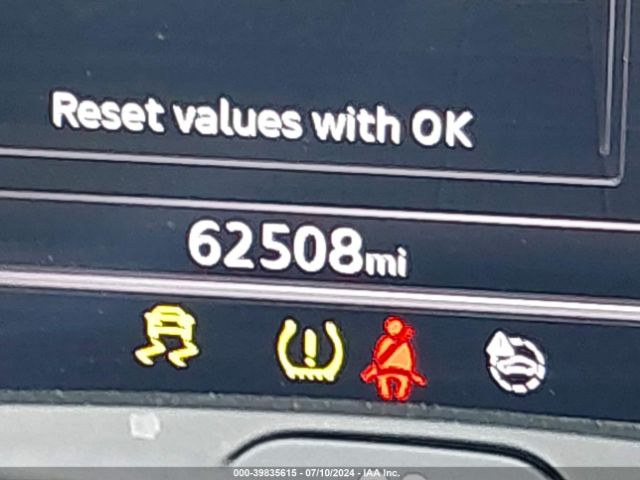 Reset values with OK
62508mi
000-39835615 - 07/10/2024 - IAA Inc.